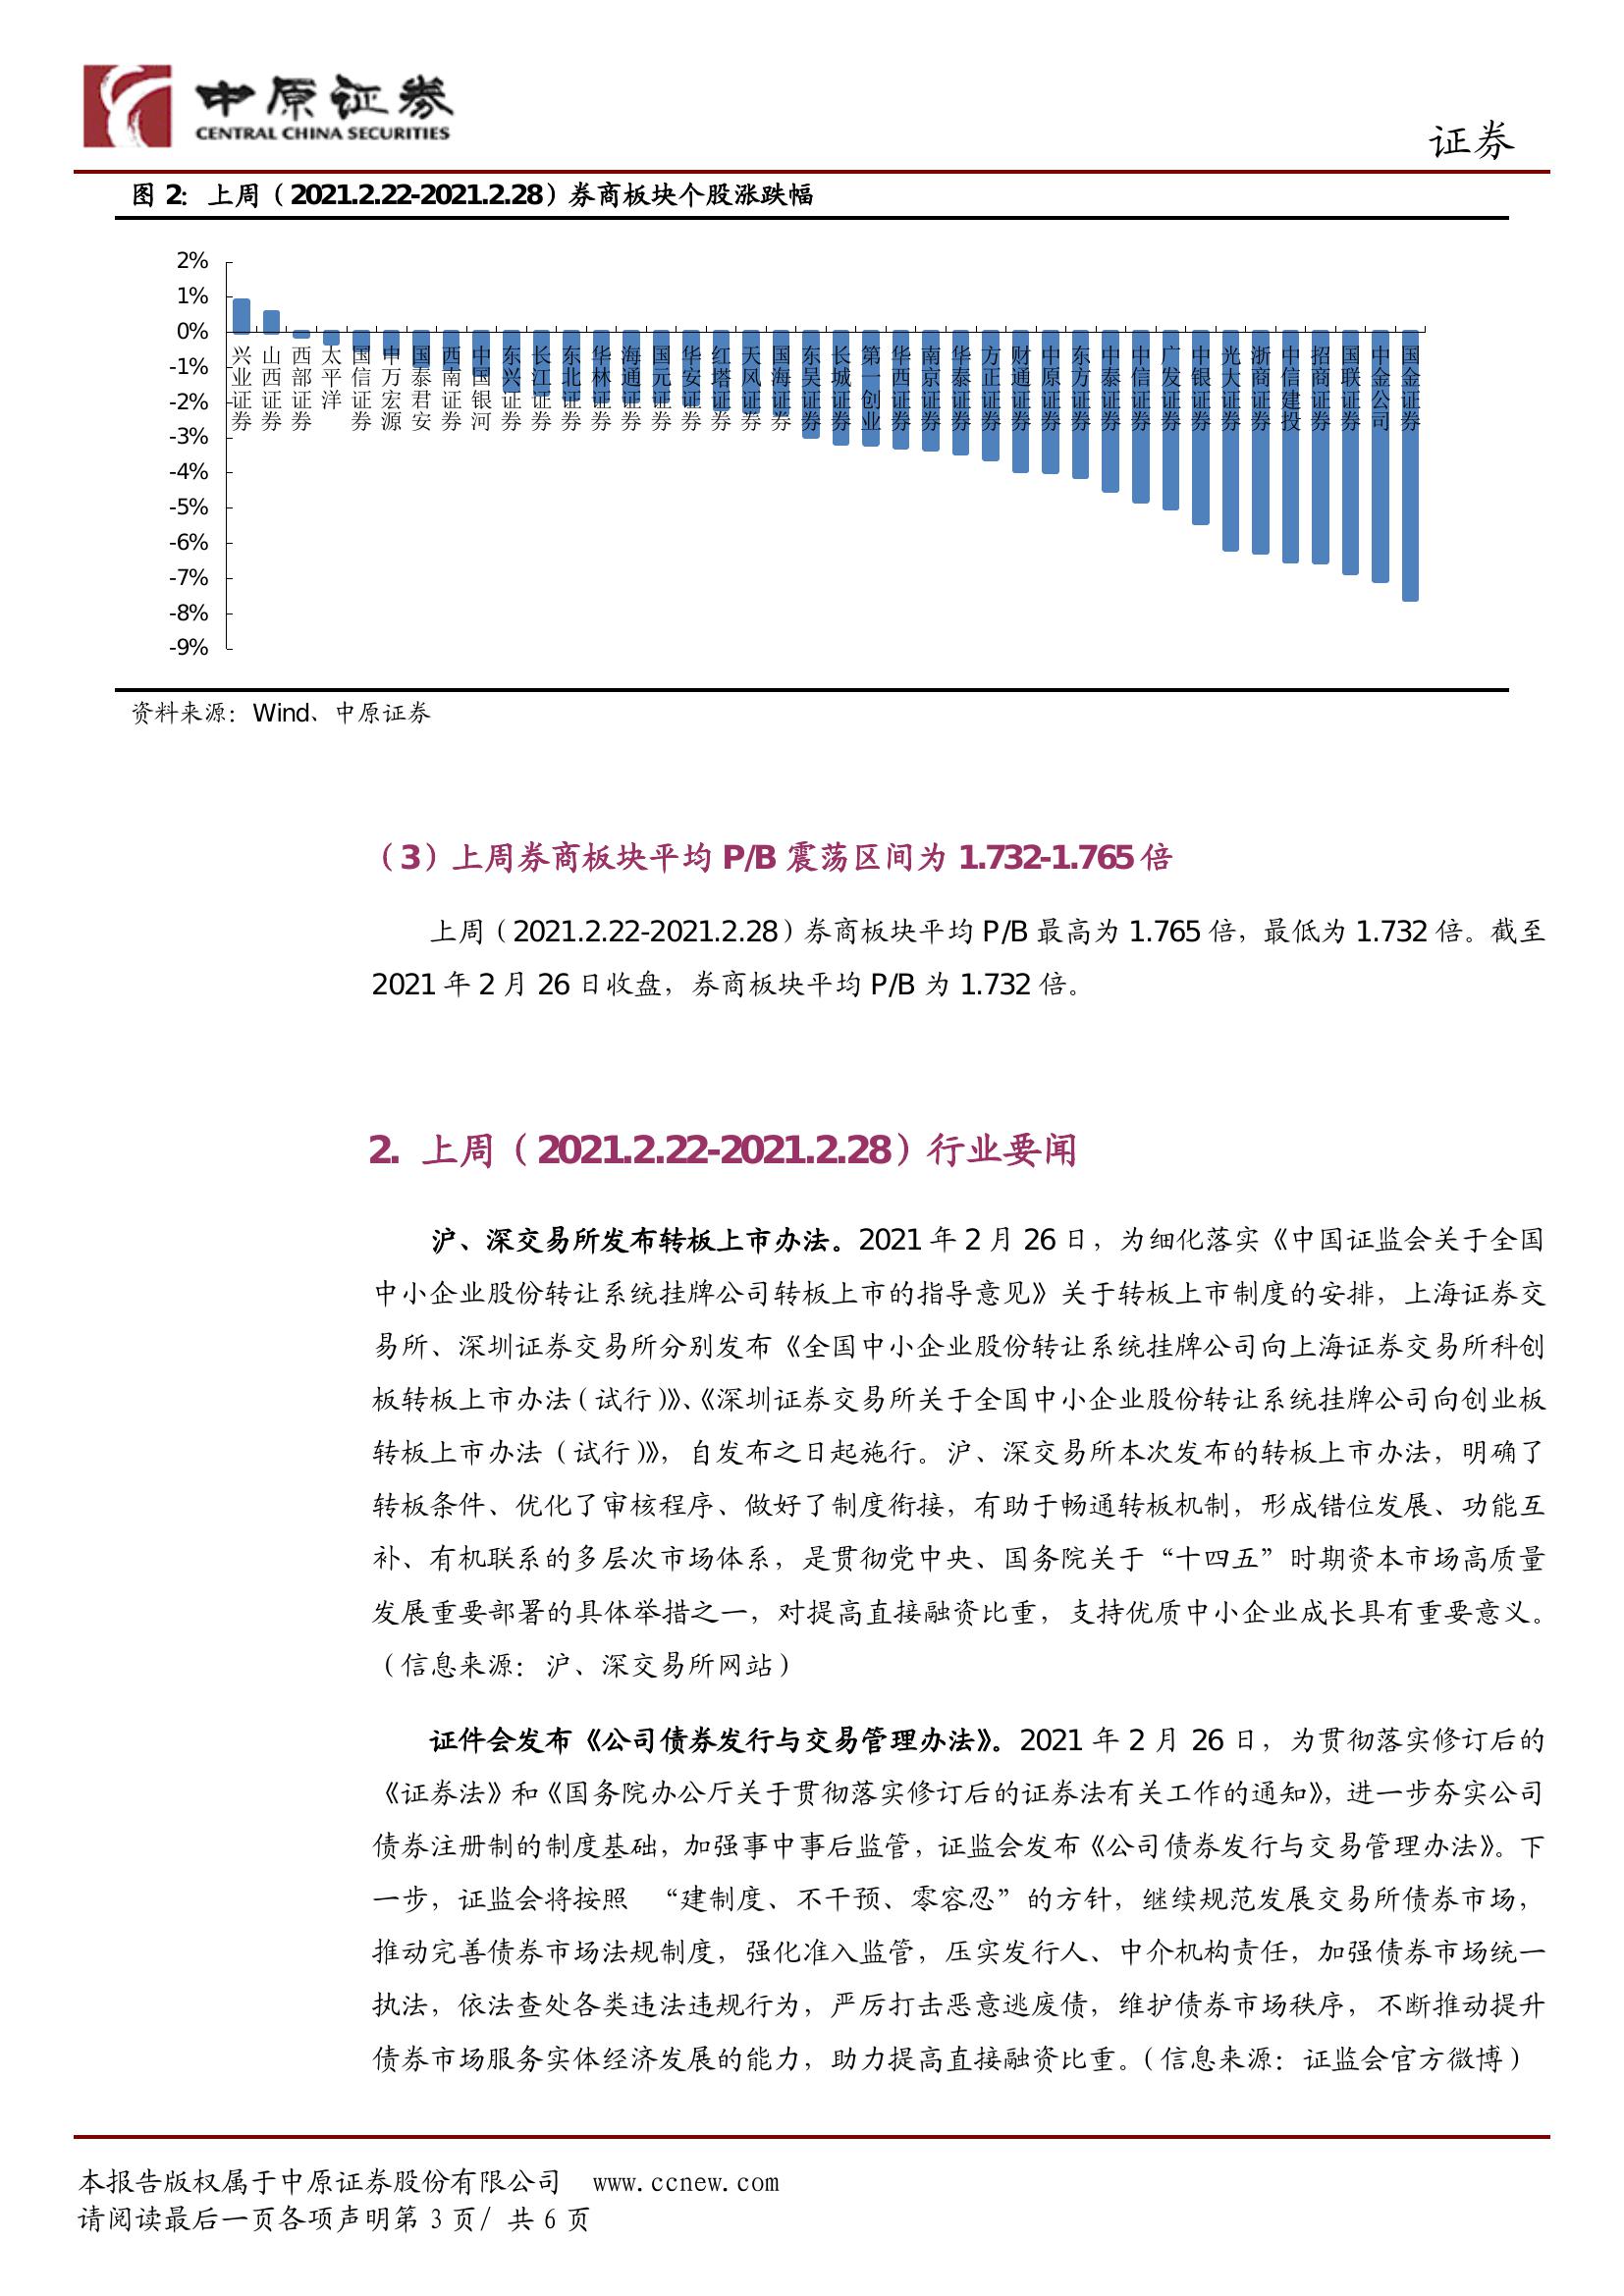 中原证券
CENTRAL CHINA SECURITIES
证券
图 2：上周（2021.2.22-2021.2.28）券商板块个股涨跌幅
2%
1%
0%
-1%
-2%
-3%
-4%
-5%
-6%
-7%
-8%
-9%
兴业证券
山西证券
西部证券
太平洋
国信证券
申万宏源
国泰君安
西南证券
中国银河
东兴证券
长江证券
东北证券
华林证券
海通证券
国元证券
华安证券
红塔证券
天风证券
国海证券
东吴证券
长城证券
第一创业
华西证券
南京证券
华泰证券
方正证券
财通证券
中原证券
东方证券
中泰证券
中信证券
广发证券
中银证券
光大证券
浙商证券
中信建投
招商证券
国联证券
中金公司
国金证券
资料来源：Wind、中原证券
（3）上周券商板块平均 P/B 震荡区间为 1.732-1.765 倍
上周（2021.2.22-2021.2.28）券商板块平均 P/B 最高为 1.765 倍，最低为 1.732 倍。截至
2021 年 2 月 26 日收盘，券商板块平均 P/B 为 1.732 倍。
2. 上周（2021.2.22-2021.2.28）行业要闻
沪、深交易所发布转板上市办法。2021 年 2 月 26 日，为细化落实《中国证监会关于全国
中小企业股份转让系统挂牌公司转板上市的指导意见》关于转板上市制度的安排，上海证券交
易所、深圳证券交易所分别发布《全国中小企业股份转让系统挂牌公司向上海证券交易所科创
板转板上市办法（试行）》、《深圳证券交易所关于全国中小企业股份转让系统挂牌公司向创业板
转板上市办法（试行）》，自发布之日起施行。沪、深交易所本次发布的转板上市办法，明确了
转板条件、优化了审核程序、做好了制度衔接，有助于畅通转板机制，形成错位发展、功能互
补、有机联系的多层次市场体系，是贯彻党中央、国务院关于“十四五”时期资本市场高质量
发展重要部署的具体举措之一，对提高直接融资比重，支持优质中小企业成长具有重要意义。
（信息来源：沪、深交易所网站）
证件会发布《公司债券发行与交易管理办法》。2021 年 2 月 26 日，为贯彻落实修订后的
《证券法》和《国务院办公厅关于贯彻落实修订后的证券法有关工作的通知》，进一步夯实公司
债券注册制的制度基础，加强事中事后监管，证监会发布《公司债券发行与交易管理办法》。下
一步，证监会将按照 “建制度、不干预、零容忍”的方针，继续规范发展交易所债券市场，
推动完善债券市场法规制度，强化准入监管，压实发行人、中介机构责任，加强债券市场统一
执法，依法查处各类违法违规行为，严厉打击恶意逃废债，维护债券市场秩序，不断推动提升
债券市场服务实体经济发展的能力，助力提高直接融资比重。（信息来源：证监会官方微博）
本报告版权属于中原证券股份有限公司 www.ccnew.com
请阅读最后一页各项声明第 3 页/ 共 6 页